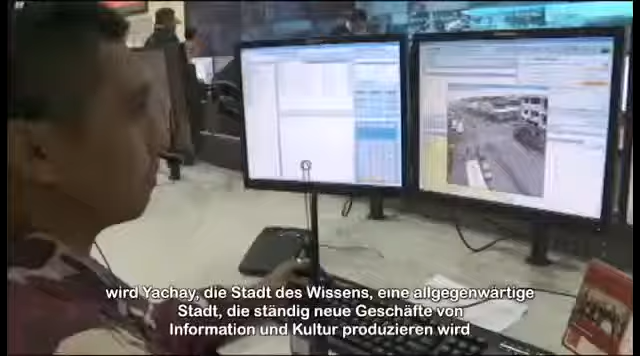 wird Yachay, die Stadt des Wissens, eine allgegenwärtige
Stadt, die ständig neue Geschäfte von
Information und Kultur produzieren wird